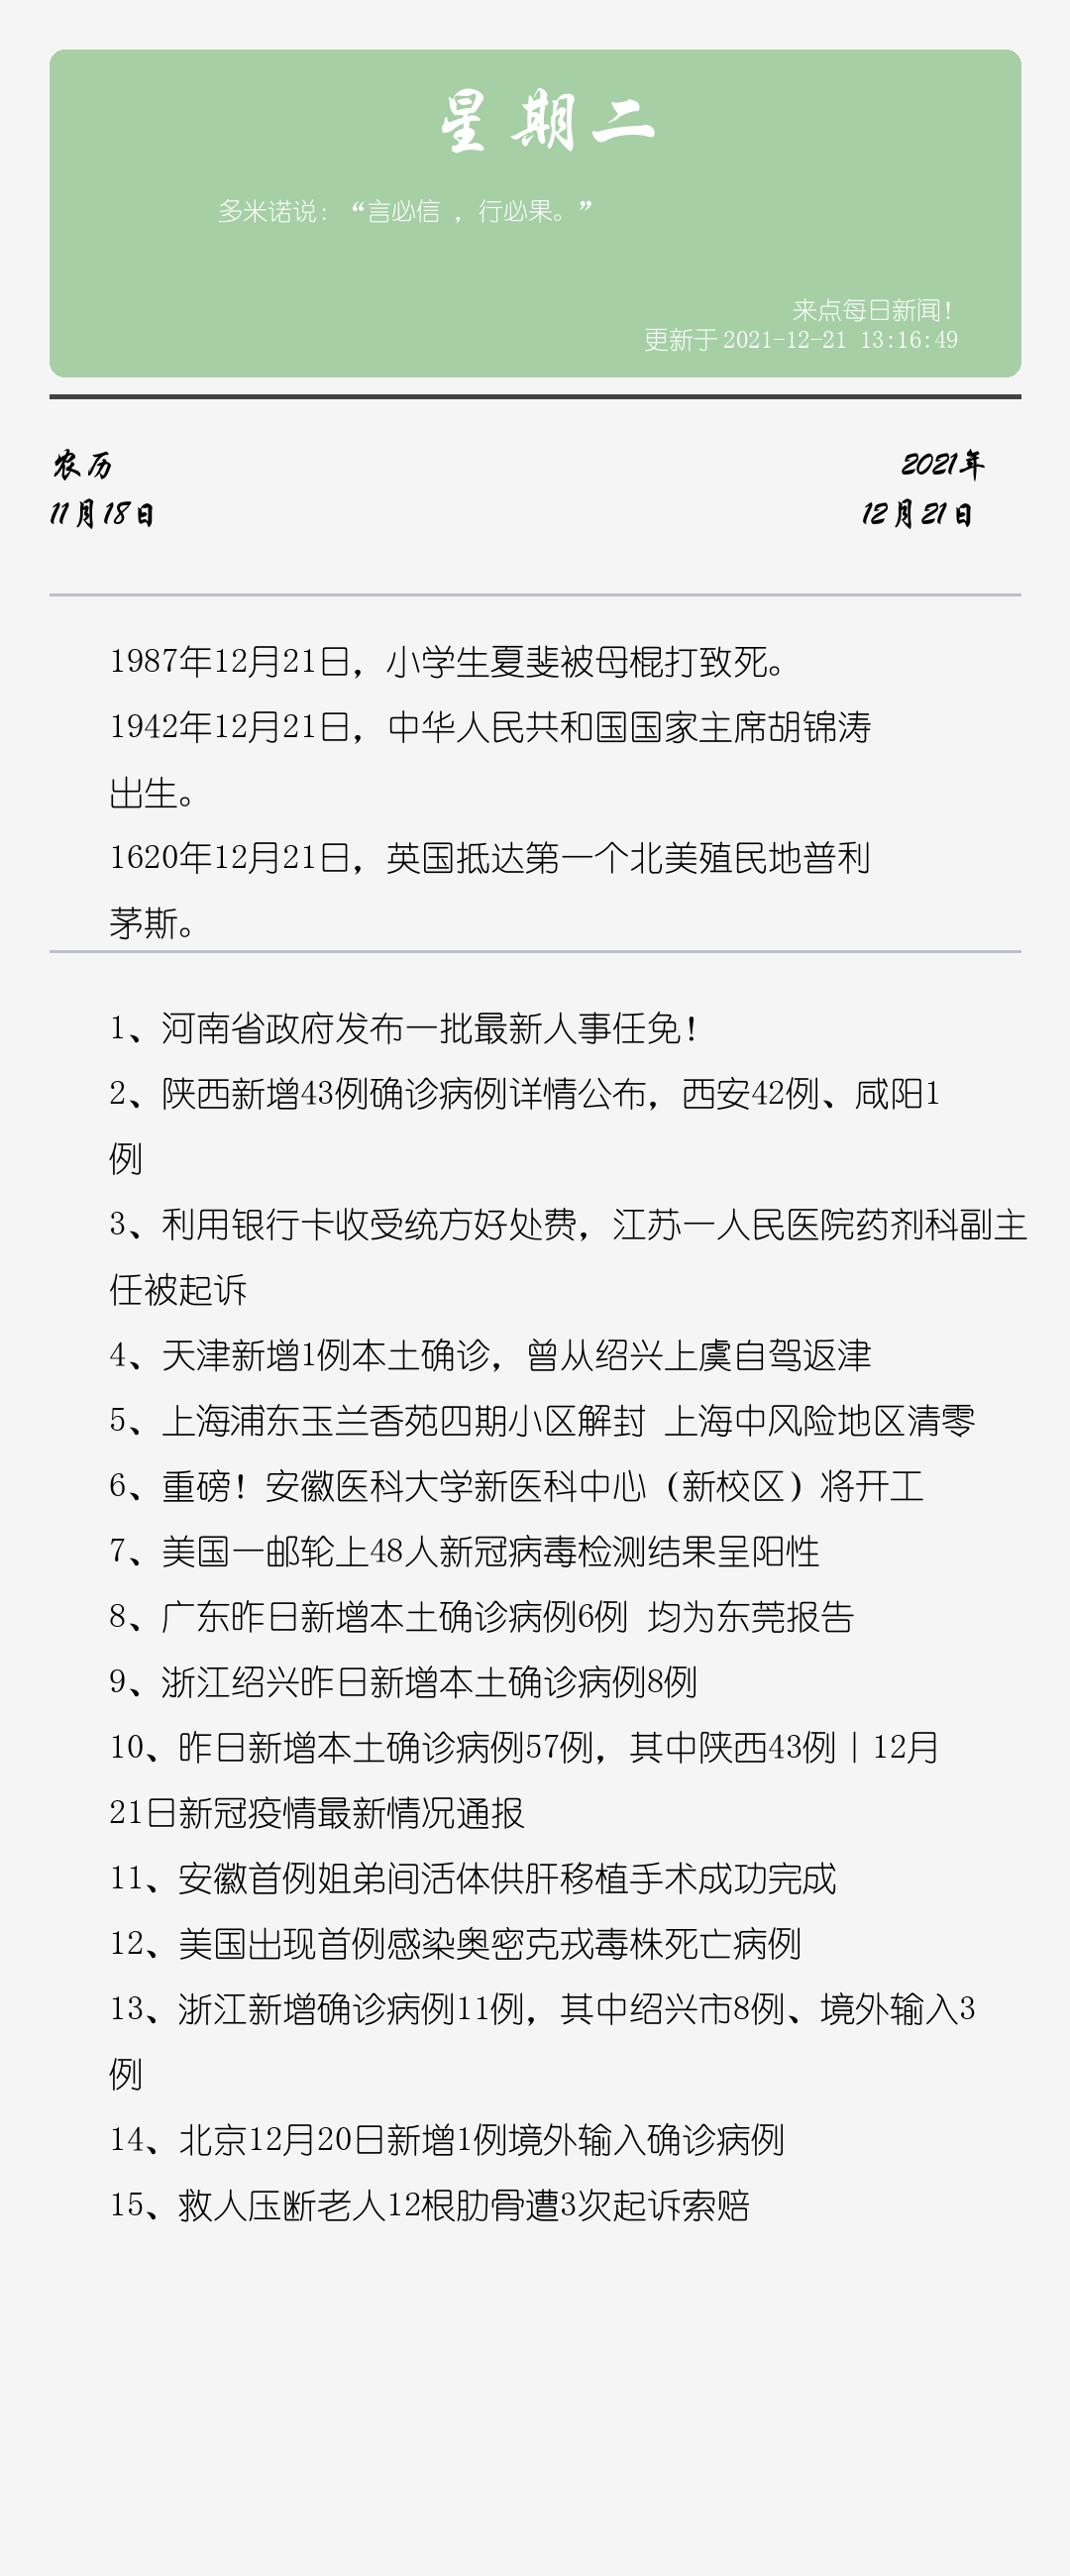 星期二
多米诺说：“言必信 ，行必果。”
来点每日新闻！
更新于 2021-12-21 13:16:49
农历
2021年
11月18日
12月21日
1987年12月21日，小学生夏斐被母棍打致死。
1942年12月21日，中华人民共和国国家主席胡锦涛
出生。
1620年12月21日，英国抵达第一个北美殖民地普利
茅斯。
1、河南省政府发布一批最新人事任免！
2、陕西新增43例确诊病例详情公布，西安42例、咸阳1
例
3、利用银行卡收受统方好处费，江苏一人民医院药剂科副主
任被起诉
4、天津新增1例本土确诊，曾从绍兴上虞自驾返津
5、上海浦东玉兰香苑四期小区解封 上海中风险地区清零
6、重磅！安徽医科大学新医科中心（新校区）将开工
7、美国一邮轮上48人新冠病毒检测结果呈阳性
8、广东昨日新增本土确诊病例6例 均为东莞报告
9、浙江绍兴昨日新增本土确诊病例8例
10、昨日新增本土确诊病例57例，其中陕西43例丨12月
21日新冠疫情最新情况通报
11、安徽首例姐弟间活体供肝移植手术成功完成
12、美国出现首例感染奥密克戎毒株死亡病例
13、浙江新增确诊病例11例，其中绍兴市8例、境外输入3
例
14、北京12月20日新增1例境外输入确诊病例
15、救人压断老人12根肋骨遭3次起诉索赔